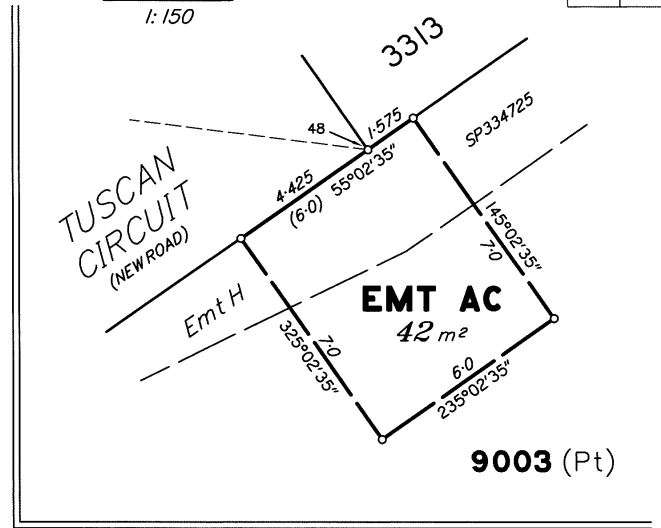 1:150
3313
48
1·575
SP334725
4·425
(6·0) 55°02'35"
TUSCAN
CIRCUIT
(NEW ROAD)
Emt H
145°02'35"
7·0
EMT AC
42 m²
7·0
325°02'35"
6·0
235°02'35"
9003 (Pt)